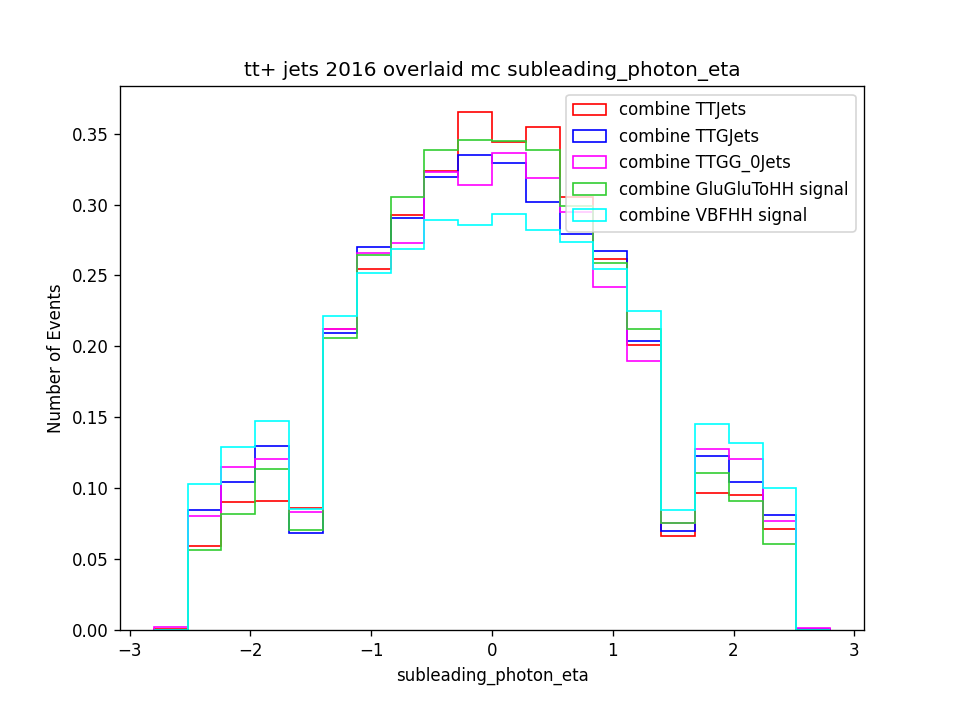 tt+ jets 2016 overlaid mc subleading_photon_eta
combine TTJets
combine TTGJets
combine TTGG_0Jets
combine GluGluToHH signal
combine VBFHH signal
Number of Events
0.35
0.30
0.25
0.20
0.15
0.10
0.05
0.00
−3 −2 −1 0 1 2 3
subleading_photon_eta